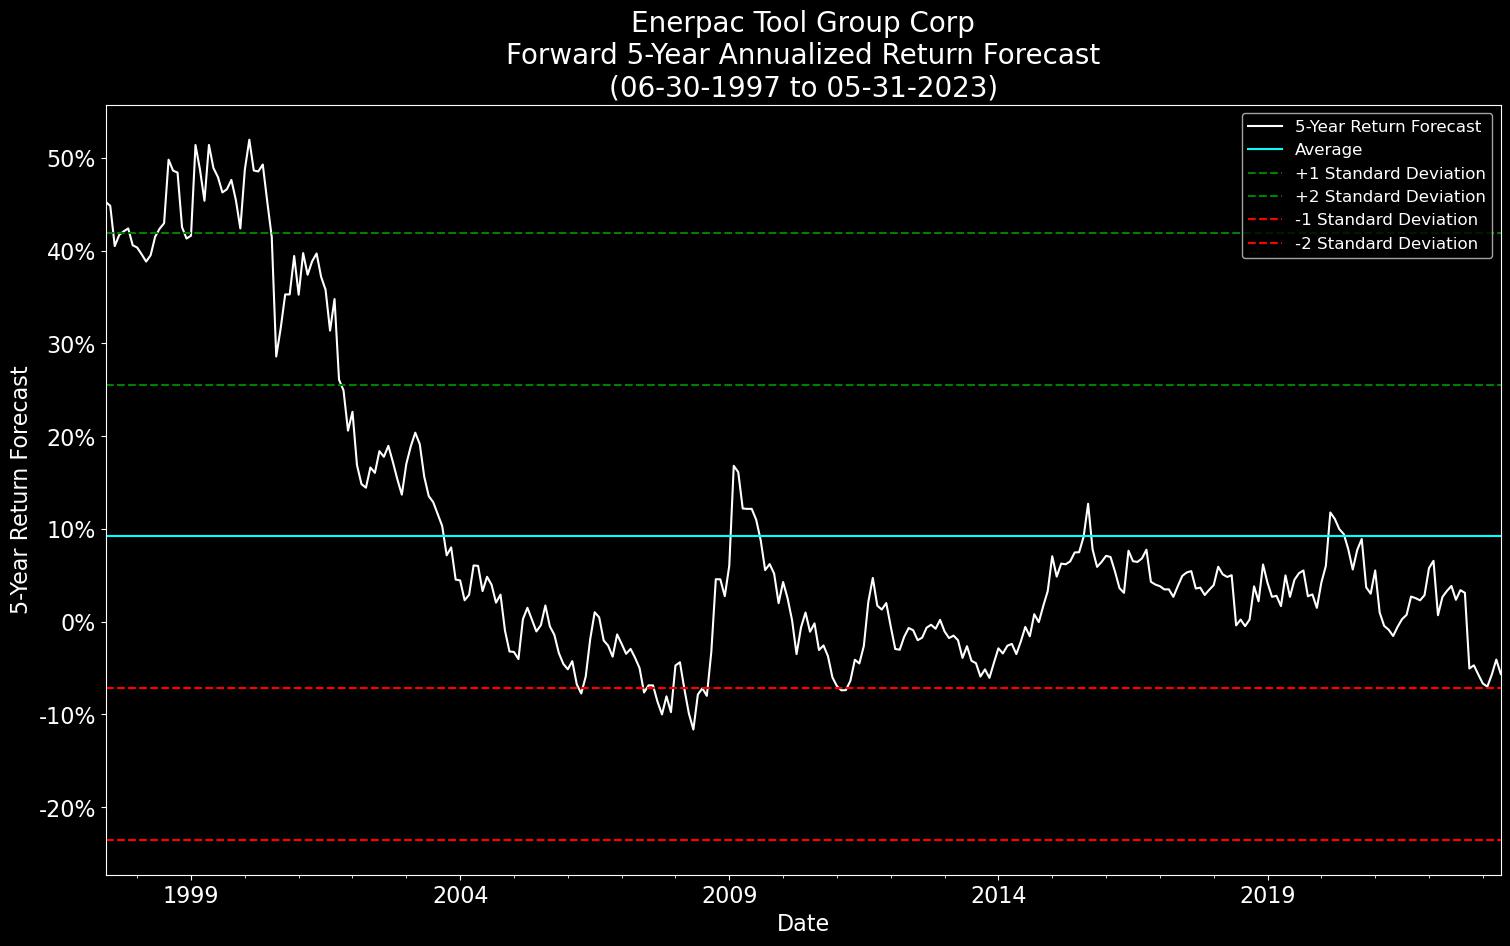 Enerpac Tool Group Corp
Forward 5-Year Annualized Return Forecast
(06-30-1997 to 05-31-2023)
5-Year Return Forecast
Average
+1 Standard Deviation
+2 Standard Deviation
-1 Standard Deviation
-2 Standard Deviation
50%
40%
30%
20%
10%
0%
-10%
-20%
5-Year Return Forecast
1999
2004
2009
2014
2019
Date